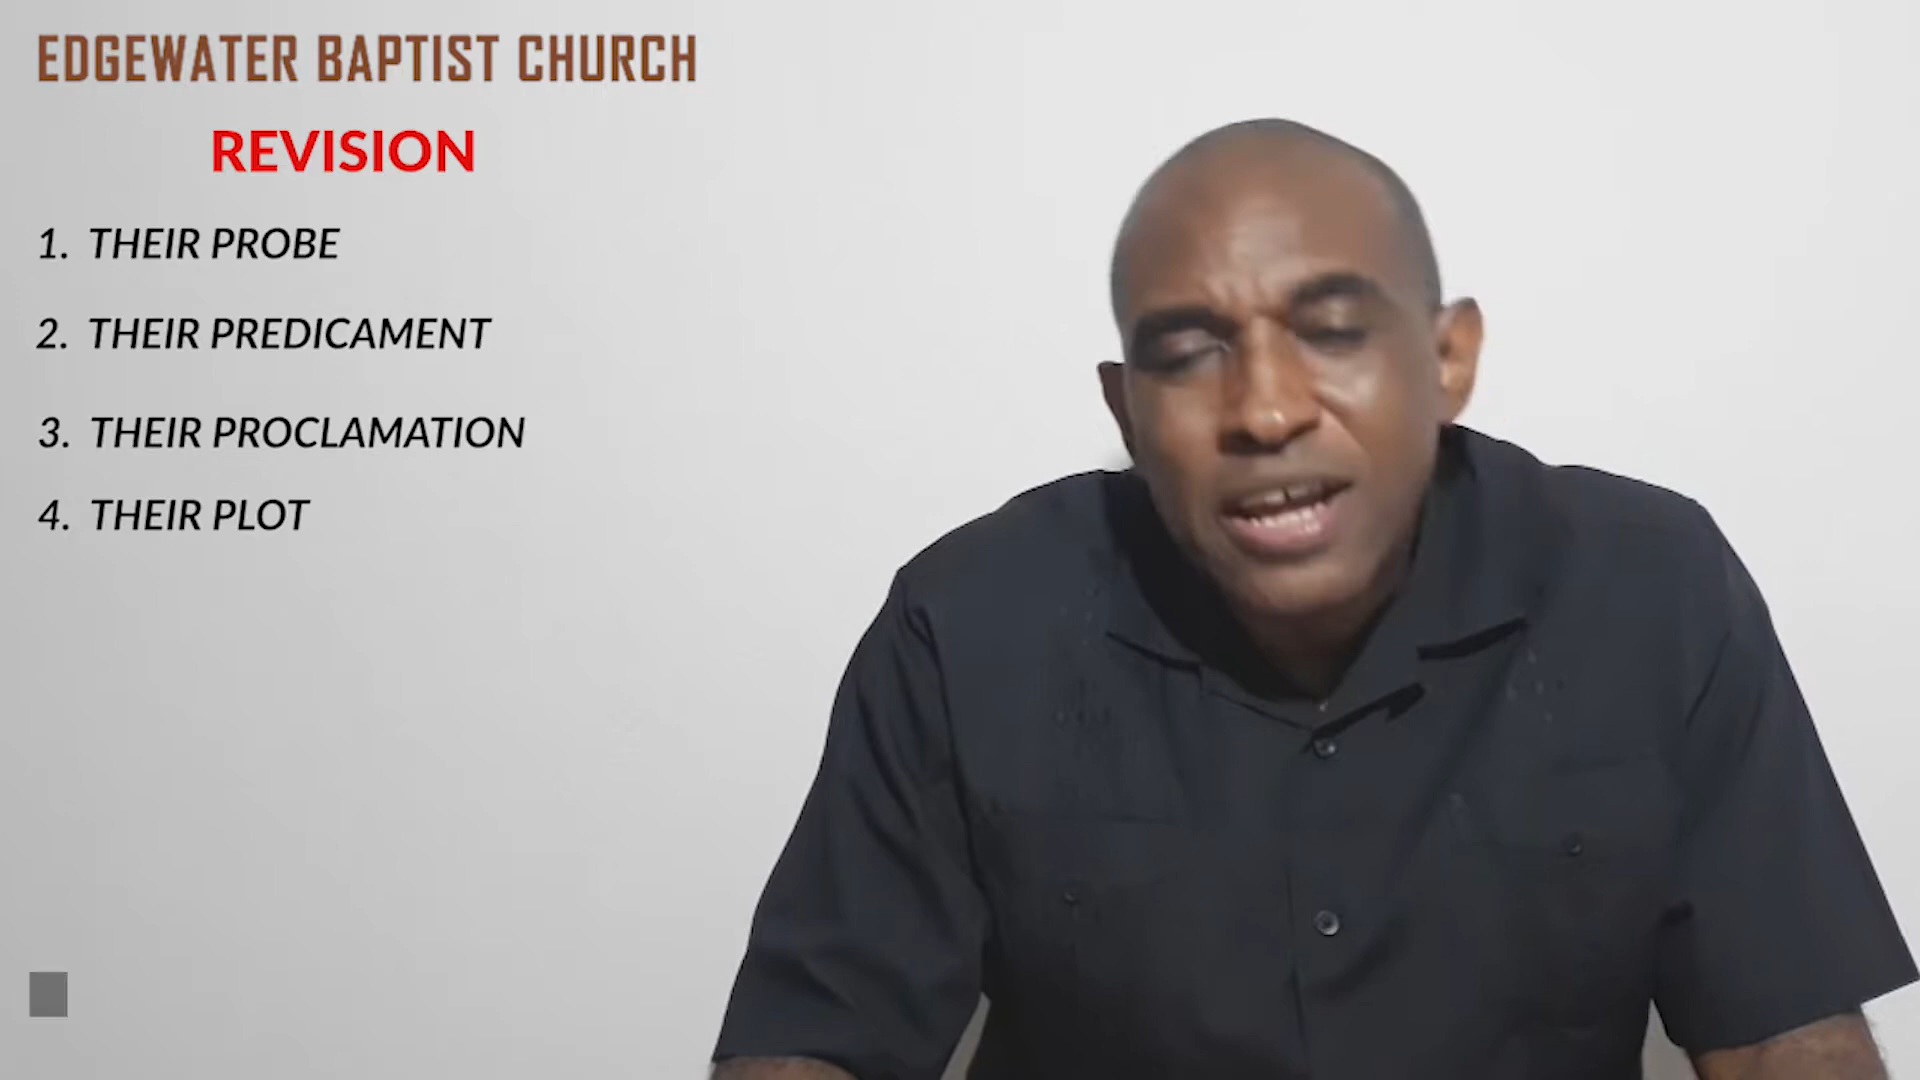 EDGEWATER BAPTIST CHURCH
REVISION
1. THEIR PROBE
2. THEIR PREDICAMENT
3. THEIR PROCLAMATION
4. THEIR PLOT